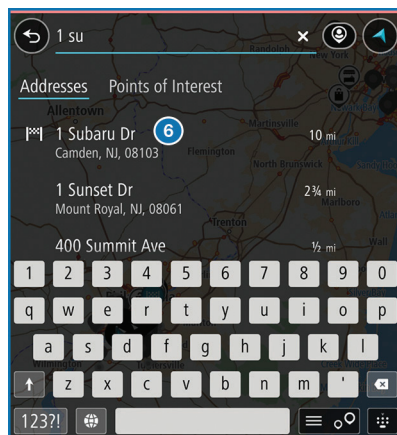 1 su
Randolph
New York
Addresses Points of Interest
Newark
Allentown
1 Subaru Dr 6 10 mi
Martinsville
Camden, NJ, 08103
Flemington
North Brunswick
1 Sunset Dr 2¾ mi
Mount Royal, NJ, 08061
Marlboro
Trenton
400 Summit Ave ½ mi
Wall
1 2 3 4 5 6 7 8 9 0
q w e r t y u i o p
a s d f g h j k l
Wilmington
z x c v b n m '
123?!